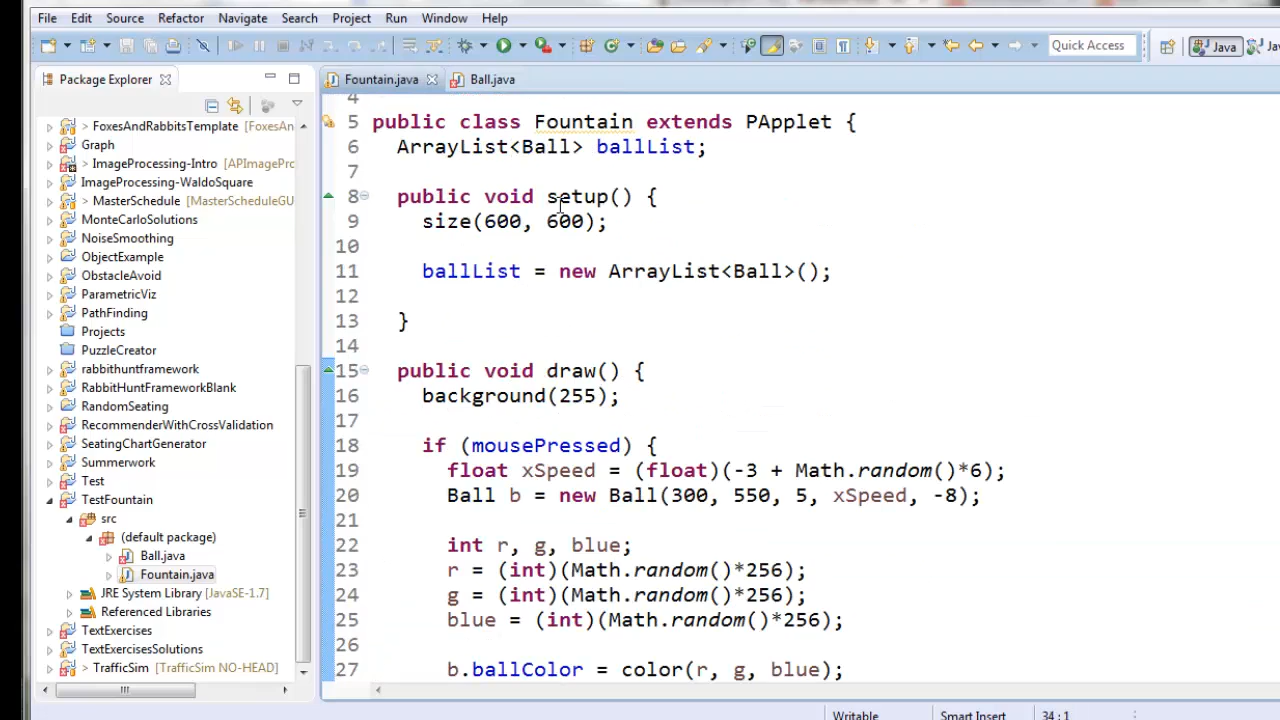 File Edit Source Refactor Navigate Search Project Run Window Help
Quick Access Java
Package Explorer
Fountain.java Ball.java
> FoxesAndRabbitsTemplate [FoxesAn
Graph
> ImageProcessing-Intro [APImagePro
ImageProcessing-WaldoSquare
> MasterSchedule [MasterScheduleGU
MonteCarloSolutions
NoiseSmoothing
ObjectExample
ObstacleAvoid
ParametricViz
PathFinding
Projects
PuzzleCreator
rabbithuntframework
RabbitHuntFrameworkBlank
RandomSeating
RecommenderWithCrossValidation
SeatingChartGenerator
Summerwork
Test
TestFountain
src
(default package)
Ball.java
Fountain.java
JRE System Library [JavaSE-1.7]
Referenced Libraries
TextExercises
TextExercisesSolutions
> TrafficSim [TrafficSim NO-HEAD]
4
5 public class Fountain extends PApplet {
6 ArrayList<Ball> ballList;
7
8 public void setup() {
9 size(600, 600);
10
11 ballList = new ArrayList<Ball>();
12
13 }
14
15 public void draw() {
16 background(255);
17
18 if (mousePressed) {
19 float xSpeed = (float)(-3 + Math.random()*6);
20 Ball b = new Ball(300, 550, 5, xSpeed, -8);
21
22 int r, g, blue;
23 r = (int)(Math.random()*256);
24 g = (int)(Math.random()*256);
25 blue = (int)(Math.random()*256);
26
27 b.ballColor = color(r, g, blue);
Writable Smart Insert 34 : 1